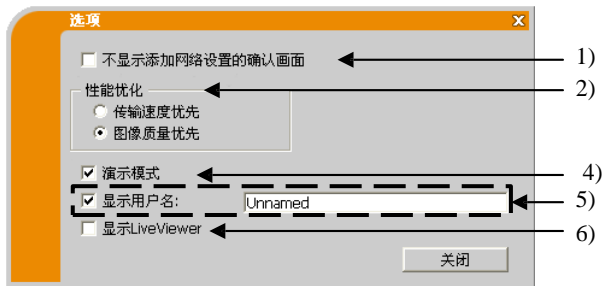 选项 X
不显示添加网络设置的确认画面 1)
性能优化 2)
传输速度优先
图像质量优先
演示模式 4)
显示用户名: Unnamed 5)
显示LiveViewer 6)
关闭